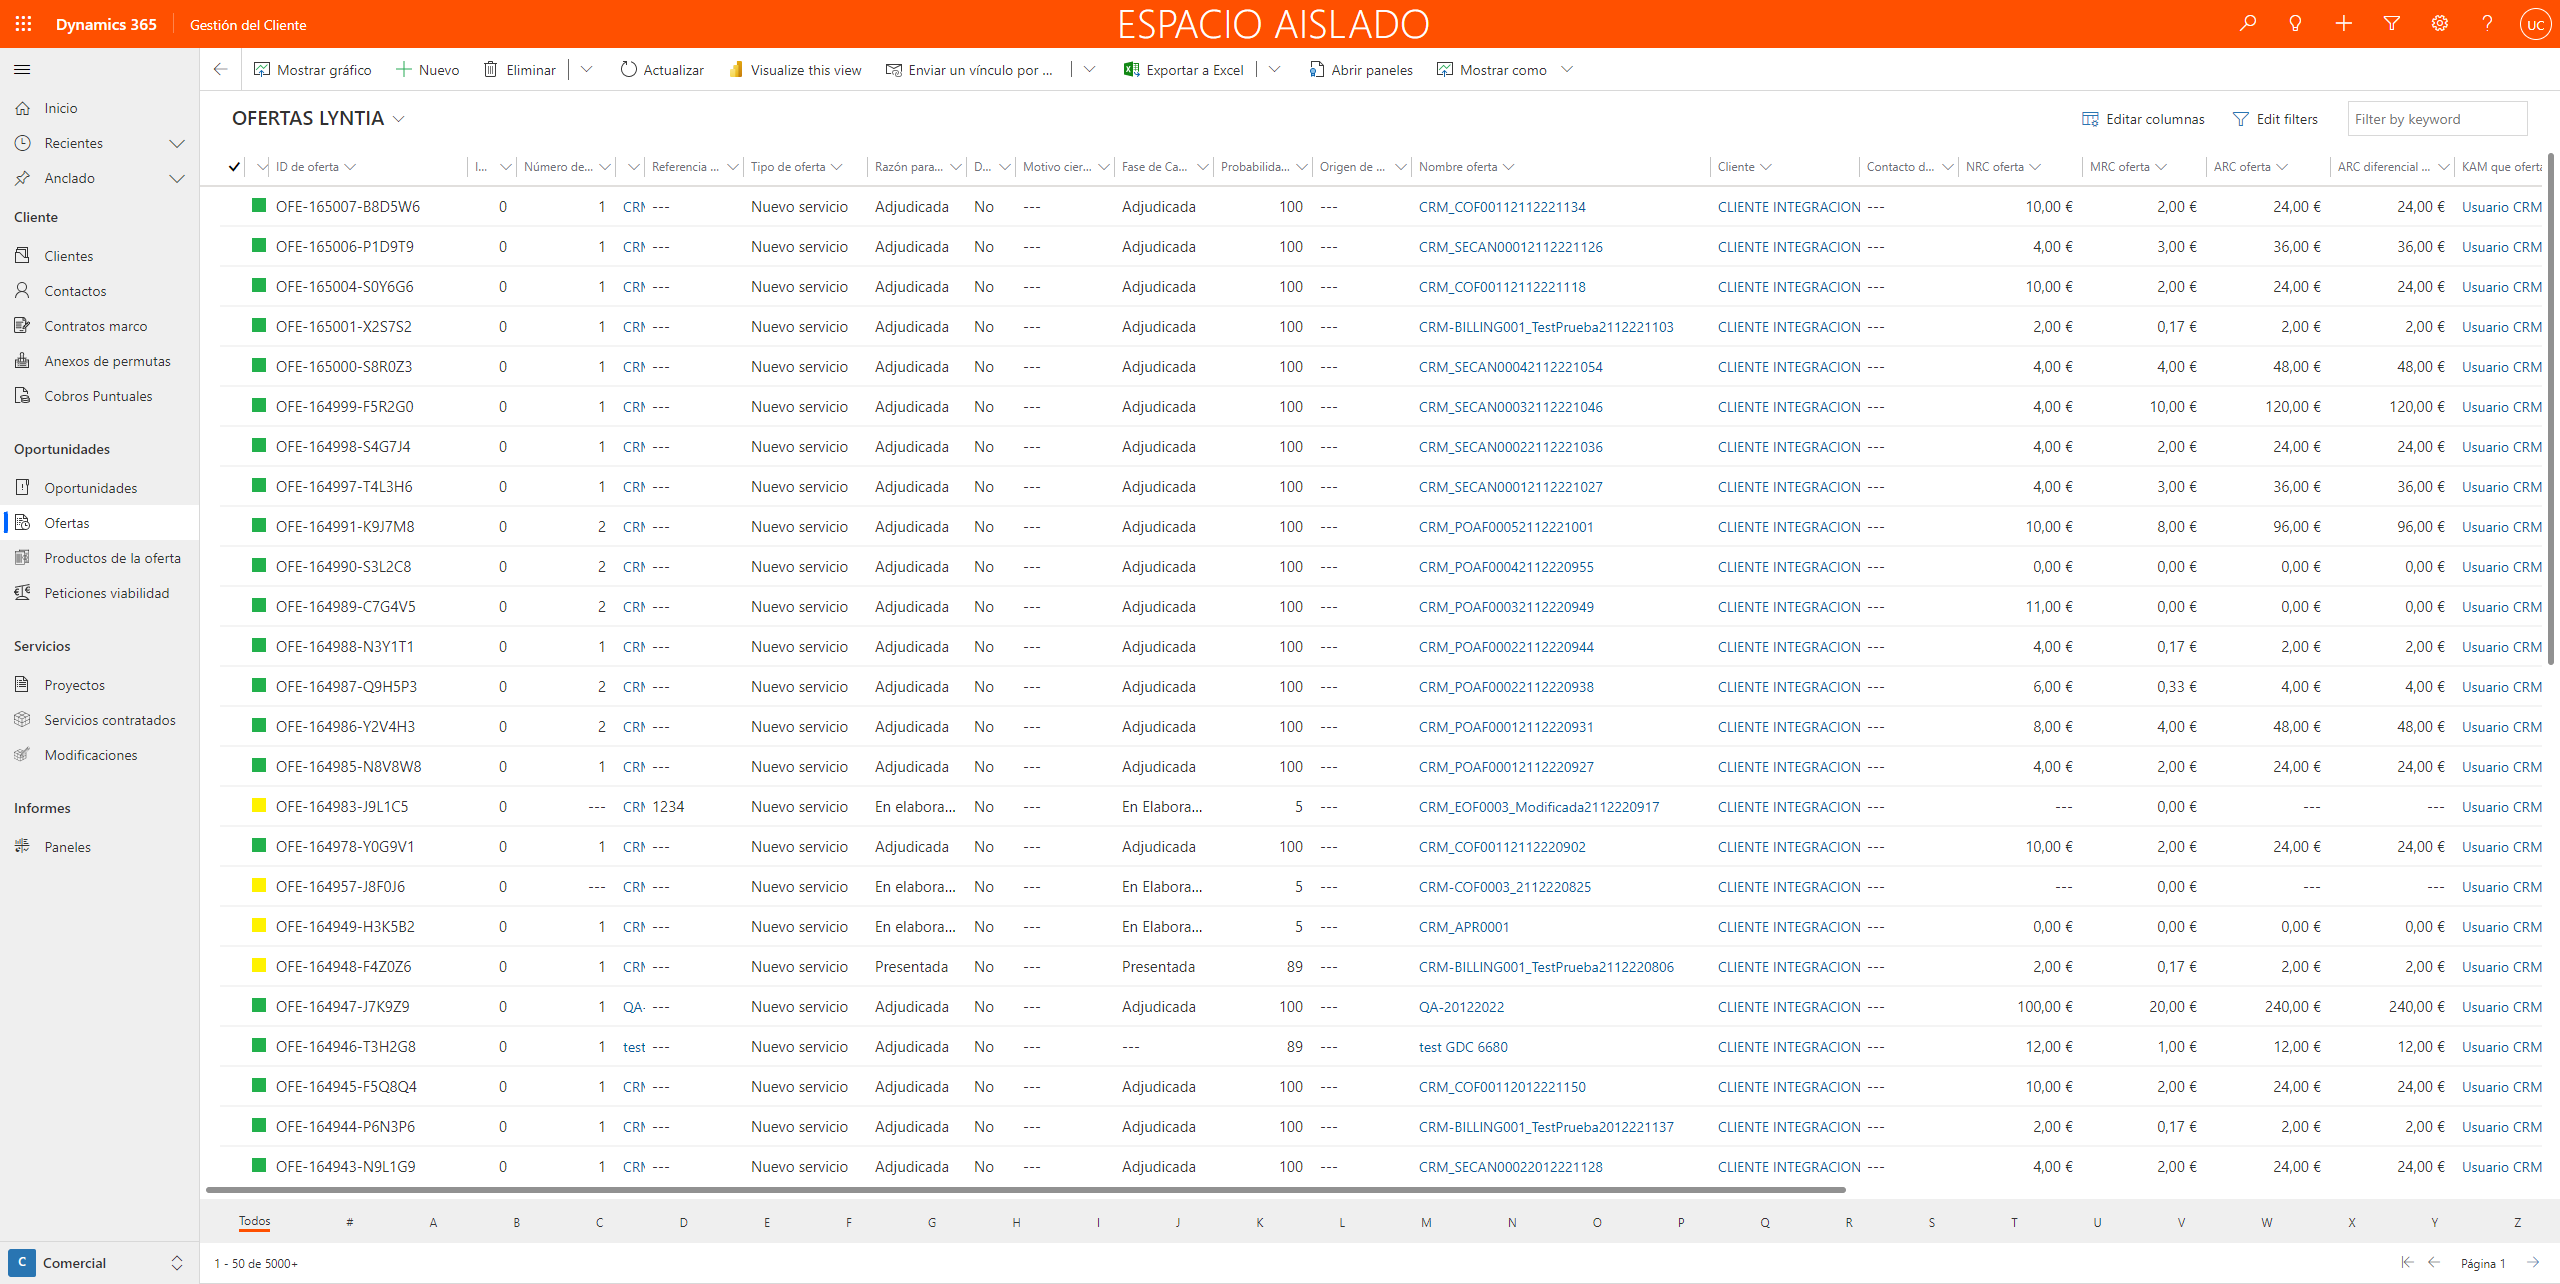 Dynamics 365 Gestión del Cliente ESPACIO AISLADO UC
Mostrar gráfico Nuevo Eliminar Actualizar Visualize this view Enviar un vínculo por ... Exportar a Excel Abrir paneles Mostrar como
Inicio
Recientes
Anclado
Cliente
Clientes
Contactos
Contratos marco
Anexos de permutas
Cobros Puntuales
Oportunidades
Oportunidades
Ofertas
Productos de la oferta
Peticiones viabilidad
Servicios
Proyectos
Servicios contratados
Modificaciones
Informes
Paneles
C Comercial
OFERTAS LYNTIA Editar columnas Edit filters Filter by keyword
ID de oferta I... Número de... Referencia ... Tipo de oferta Razón para... D... Motivo cier... Fase de Ca... Probabilida... Origen de ... Nombre oferta Cliente Contacto d... NRC oferta MRC oferta ARC oferta ARC diferencial ... KAM que oferta
OFE-165007-B8D5W6 0 1 CRM --- Nuevo servicio Adjudicada No --- Adjudicada 100 --- CRM_COF00112112221134 CLIENTE INTEGRACION --- 10,00 € 2,00 € 24,00 € 24,00 € Usuario CRM
OFE-165006-P1D9T9 0 1 CRM --- Nuevo servicio Adjudicada No --- Adjudicada 100 --- CRM_SECAN00012112221126 CLIENTE INTEGRACION --- 4,00 € 3,00 € 36,00 € 36,00 € Usuario CRM
OFE-165004-S0Y6G6 0 1 CRM --- Nuevo servicio Adjudicada No --- Adjudicada 100 --- CRM_COF00112112221118 CLIENTE INTEGRACION --- 10,00 € 2,00 € 24,00 € 24,00 € Usuario CRM
OFE-165001-X2S7S2 0 1 CRM --- Nuevo servicio Adjudicada No --- Adjudicada 100 --- CRM-BILLING001_TestPrueba2112221103 CLIENTE INTEGRACION --- 2,00 € 0,17 € 2,00 € 2,00 € Usuario CRM
OFE-165000-S8R0Z3 0 1 CRM --- Nuevo servicio Adjudicada No --- Adjudicada 100 --- CRM_SECAN00042112221054 CLIENTE INTEGRACION --- 4,00 € 4,00 € 48,00 € 48,00 € Usuario CRM
OFE-164999-F5R2G0 0 1 CRM --- Nuevo servicio Adjudicada No --- Adjudicada 100 --- CRM_SECAN00032112221046 CLIENTE INTEGRACION --- 4,00 € 10,00 € 120,00 € 120,00 € Usuario CRM
OFE-164998-S4G7J4 0 1 CRM --- Nuevo servicio Adjudicada No --- Adjudicada 100 --- CRM_SECAN00022112221036 CLIENTE INTEGRACION --- 4,00 € 2,00 € 24,00 € 24,00 € Usuario CRM
OFE-164997-T4L3H6 0 1 CRM --- Nuevo servicio Adjudicada No --- Adjudicada 100 --- CRM_SECAN00012112221027 CLIENTE INTEGRACION --- 4,00 € 3,00 € 36,00 € 36,00 € Usuario CRM
OFE-164991-K9J7M8 0 2 CRM --- Nuevo servicio Adjudicada No --- Adjudicada 100 --- CRM_POAF00052112221001 CLIENTE INTEGRACION --- 10,00 € 8,00 € 96,00 € 96,00 € Usuario CRM
OFE-164990-S3L2C8 0 2 CRM --- Nuevo servicio Adjudicada No --- Adjudicada 100 --- CRM_POAF00042112220955 CLIENTE INTEGRACION --- 0,00 € 0,00 € 0,00 € 0,00 € Usuario CRM
OFE-164989-C7G4V5 0 2 CRM --- Nuevo servicio Adjudicada No --- Adjudicada 100 --- CRM_POAF00032112220949 CLIENTE INTEGRACION --- 11,00 € 0,00 € 0,00 € 0,00 € Usuario CRM
OFE-164988-N3Y1T1 0 1 CRM --- Nuevo servicio Adjudicada No --- Adjudicada 100 --- CRM_POAF00022112220944 CLIENTE INTEGRACION --- 4,00 € 0,17 € 2,00 € 2,00 € Usuario CRM
OFE-164987-Q9H5P3 0 2 CRM --- Nuevo servicio Adjudicada No --- Adjudicada 100 --- CRM_POAF00022112220938 CLIENTE INTEGRACION --- 6,00 € 0,33 € 4,00 € 4,00 € Usuario CRM
OFE-164986-Y2V4H3 0 2 CRM --- Nuevo servicio Adjudicada No --- Adjudicada 100 --- CRM_POAF00012112220931 CLIENTE INTEGRACION --- 8,00 € 4,00 € 48,00 € 48,00 € Usuario CRM
OFE-164985-N8V8W8 0 1 CRM --- Nuevo servicio Adjudicada No --- Adjudicada 100 --- CRM_POAF00012112220927 CLIENTE INTEGRACION --- 4,00 € 2,00 € 24,00 € 24,00 € Usuario CRM
OFE-164983-J9L1C5 0 --- CRM 1234 Nuevo servicio En elabora... No --- En Elabora... 5 --- CRM_EOF0003_Modificada2112220917 CLIENTE INTEGRACION --- --- 0,00 € --- --- Usuario CRM
OFE-164978-Y0G9V1 0 1 CRM --- Nuevo servicio Adjudicada No --- Adjudicada 100 --- CRM_COF00112112220902 CLIENTE INTEGRACION --- 10,00 € 2,00 € 24,00 € 24,00 € Usuario CRM
OFE-164957-J8F0J6 0 --- CRM --- Nuevo servicio En elabora... No --- En Elabora... 5 --- CRM-COF0003_2112220825 CLIENTE INTEGRACION --- --- 0,00 € --- --- Usuario CRM
OFE-164949-H3K5B2 0 1 CRM --- Nuevo servicio En elabora... No --- En Elabora... 5 --- CRM_APR0001 CLIENTE INTEGRACION --- 0,00 € 0,00 € 0,00 € 0,00 € Usuario CRM
OFE-164948-F4Z0Z6 0 1 CRM --- Nuevo servicio Presentada No --- Presentada 89 --- CRM-BILLING001_TestPrueba2112220806 CLIENTE INTEGRACION --- 2,00 € 0,17 € 2,00 € 2,00 € Usuario CRM
OFE-164947-J7K9Z9 0 1 QA- --- Nuevo servicio Adjudicada No --- Adjudicada 100 --- QA-20122022 CLIENTE INTEGRACION --- 100,00 € 20,00 € 240,00 € 240,00 € Usuario CRM
OFE-164946-T3H2G8 0 1 test --- Nuevo servicio Adjudicada No --- --- 89 --- test GDC 6680 CLIENTE INTEGRACION --- 12,00 € 1,00 € 12,00 € 12,00 € Usuario CRM
OFE-164945-F5Q8Q4 0 1 CRM --- Nuevo servicio Adjudicada No --- Adjudicada 100 --- CRM_COF00112012221150 CLIENTE INTEGRACION --- 10,00 € 2,00 € 24,00 € 24,00 € Usuario CRM
OFE-164944-P6N3P6 0 1 CRM --- Nuevo servicio Adjudicada No --- Adjudicada 100 --- CRM-BILLING001_TestPrueba2012221137 CLIENTE INTEGRACION --- 2,00 € 0,17 € 2,00 € 2,00 € Usuario CRM
OFE-164943-N9L1G9 0 1 CRM --- Nuevo servicio Adjudicada No --- Adjudicada 100 --- CRM_SECAN00022012221128 CLIENTE INTEGRACION --- 4,00 € 2,00 € 24,00 € 24,00 € Usuario CRM
Todos # A B C D E F G H I J K L M N O P Q R S T U V W X Y Z
1 - 50 de 5000+ Página 1